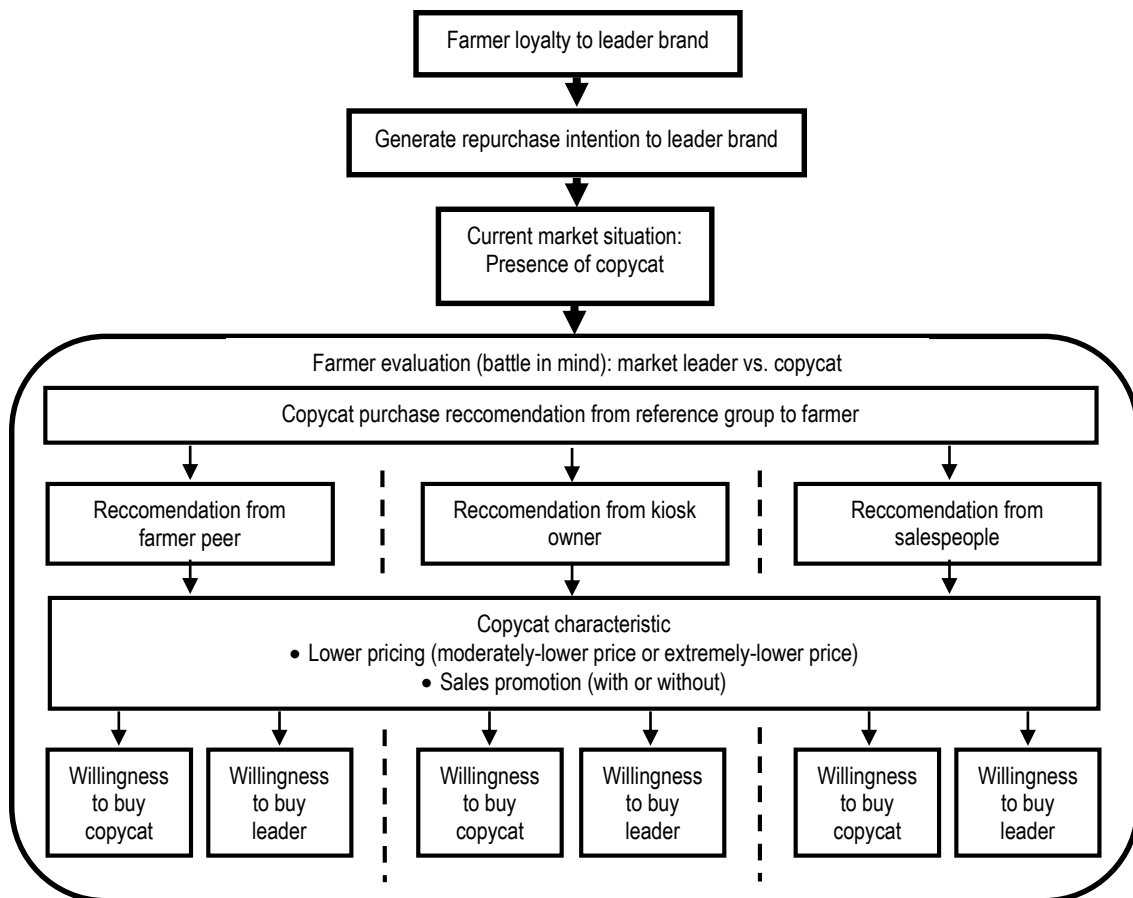 Farmer loyalty to leader brand
Generate repurchase intention to leader brand
Current market situation:
Presence of copycat
Farmer evaluation (battle in mind): market leader vs. copycat
Copycat purchase reccomendation from reference group to farmer
Reccomendation from
farmer peer
Reccomendation from kiosk
owner
Reccomendation from
salespeople
Copycat characteristic
• Lower pricing (moderately-lower price or extremely-lower price)
• Sales promotion (with or without)
Willingness
to buy
copycat
Willingness
to buy
leader
Willingness
to buy
copycat
Willingness
to buy
leader
Willingness
to buy
copycat
Willingness
to buy
leader